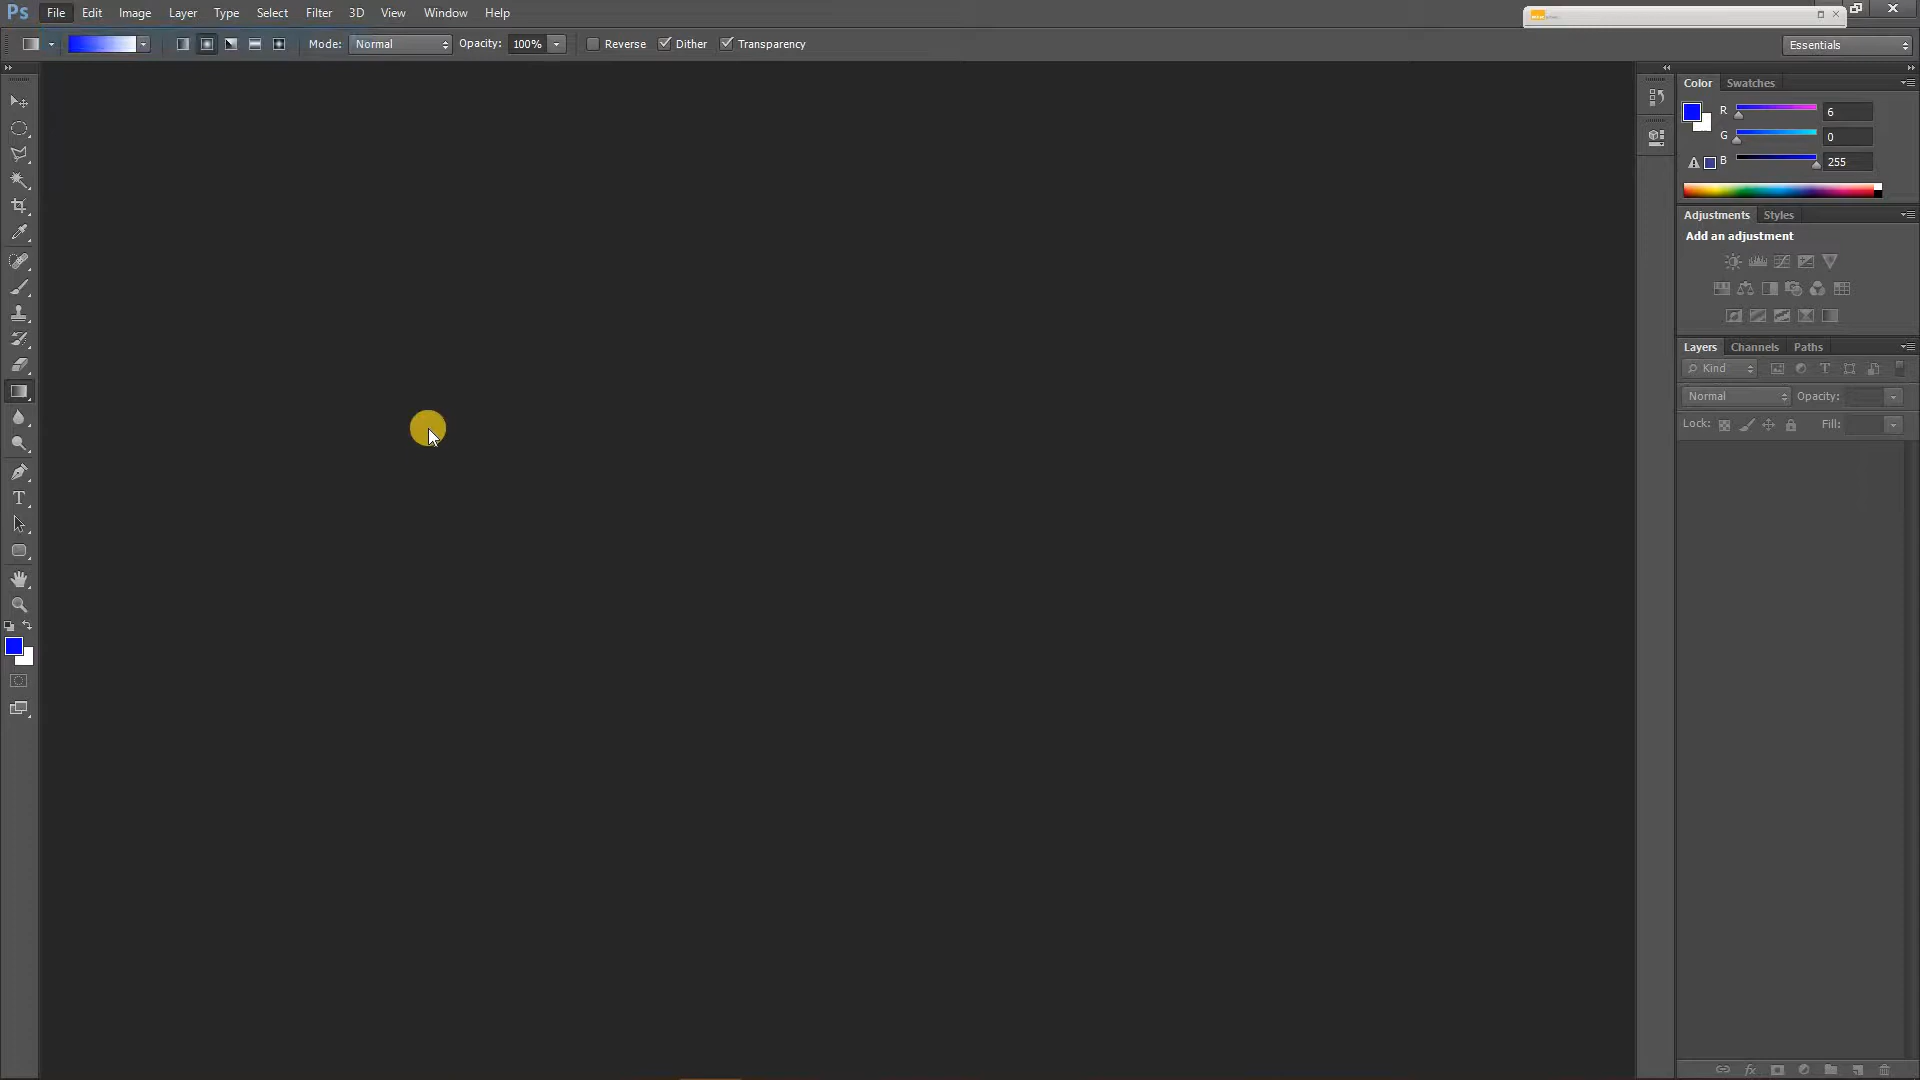 Ps File Edit Image Layer Type Select Filter 3D View Window Help
Mode: Normal Opacity: 100% Reverse Dither Transparency Essentials
Color Swatches
R 6
G 0
B 255
Adjustments Styles
Add an adjustment
Layers Channels Paths
Kind
Normal Opacity:
Lock: Fill:
T
fx